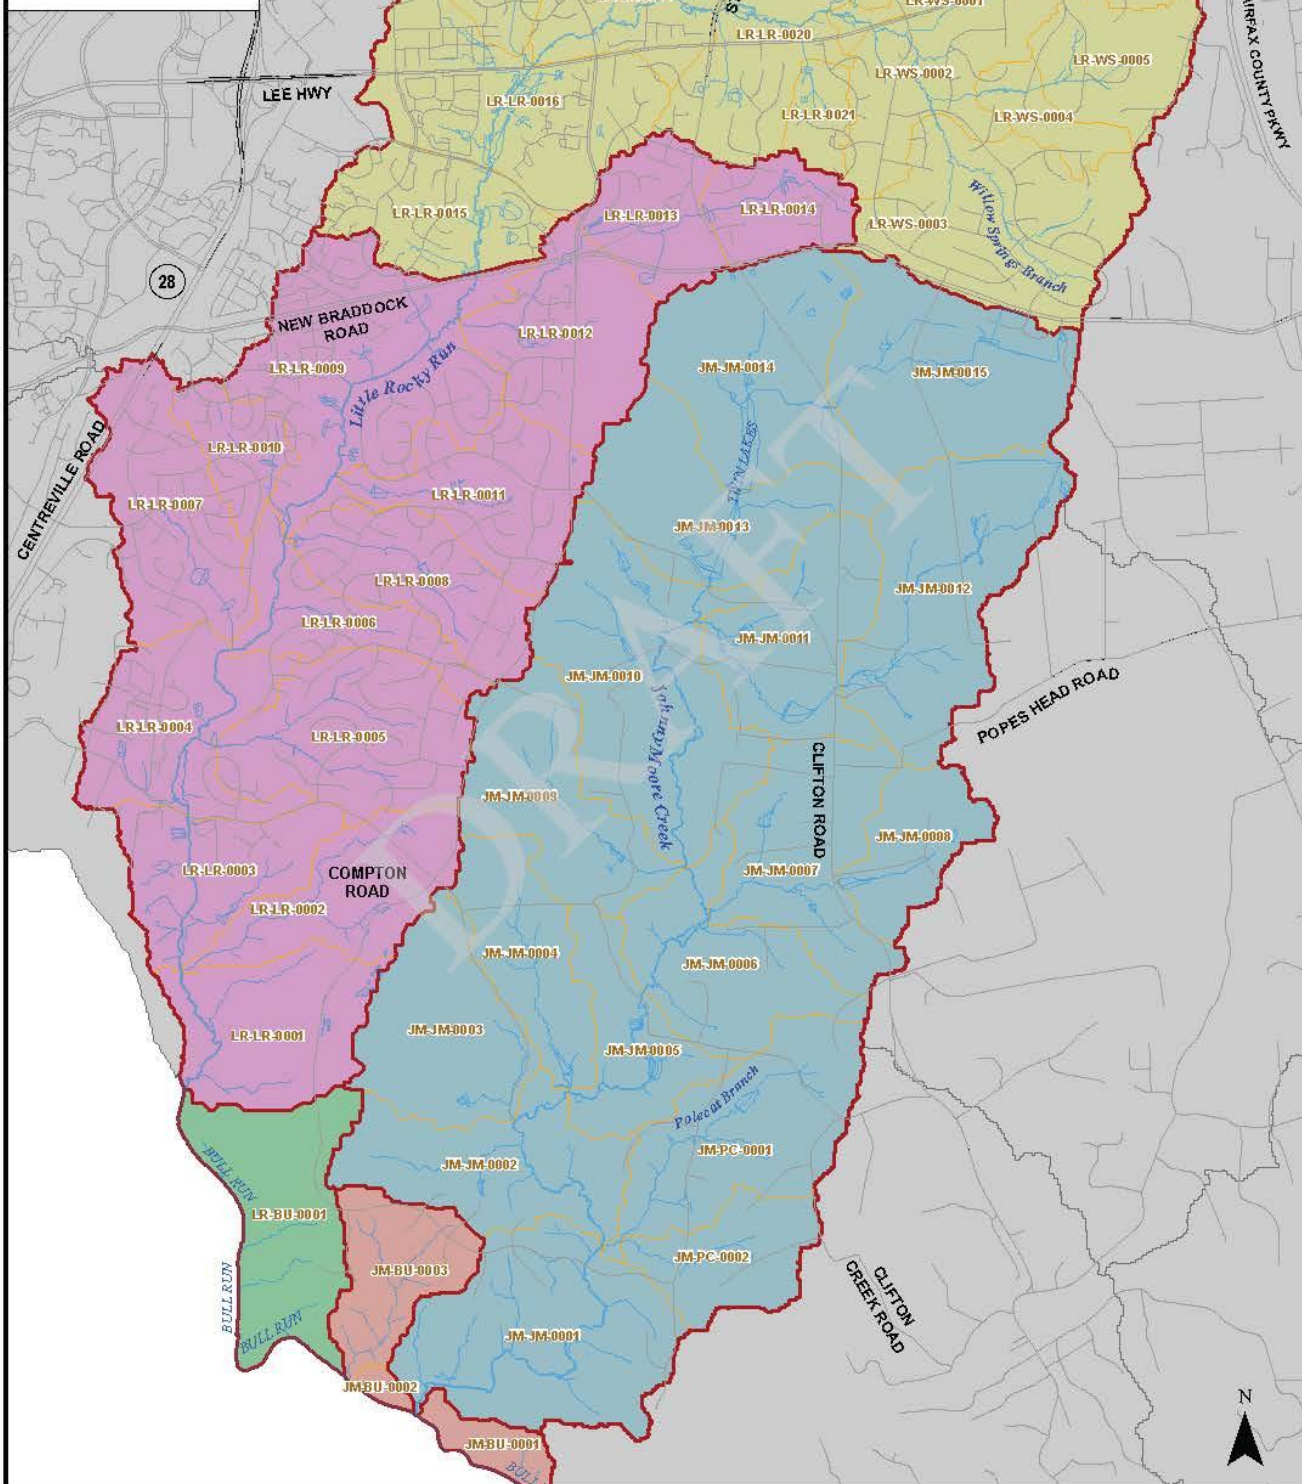 LR-WS-0001
LR-LR-0020
FAIRFAX COUNTY PKWY
LR-WS-0005
LR-WS-0002
LEE HWY
LR-LR-0016
LR-LR-0021
LR-WS-0004
LR-LR-0015
LR-LR-0013
LR-LR-0014
LR-WS-0003
Willow Springs Branch
28
NEW BRADDOCK
ROAD
LR-LR-0012
LR-LR-0009
Little Rocky Run
JM-JM-0014
JM-JM-0015
CENTREVILLE ROAD
LR-LR-0010
TWIN LAKES
LR-LR-0007
LR-LR-0011
JM-JM-0013
LR-LR-0008
JM-JM-0012
LR-LR-0006
JM-JM-0011
JM-JM-0010
DRAFT
POPES HEAD ROAD
LR-LR-0004
LR-LR-0005
Johnny Moore Creek
CLIFTON ROAD
JM-JM-0009
JM-JM-0008
LR-LR-0003
COMPTON
ROAD
JM-JM-0007
LR-LR-0002
JM-JM-0004
JM-JM-0006
LR-LR-0001
JM-JM-0003
JM-JM-0005
Polecat Branch
JM-PC-0001
JM-JM-0002
BULL RUN
LR-BU-0001
JM-PC-0002
JM-BU-0003
BULL RUN
BULL RUN
CLIFTON
CREEK ROAD
JM-JM-0001
JM-BU-0002
N
JM-BU-0001
BULL